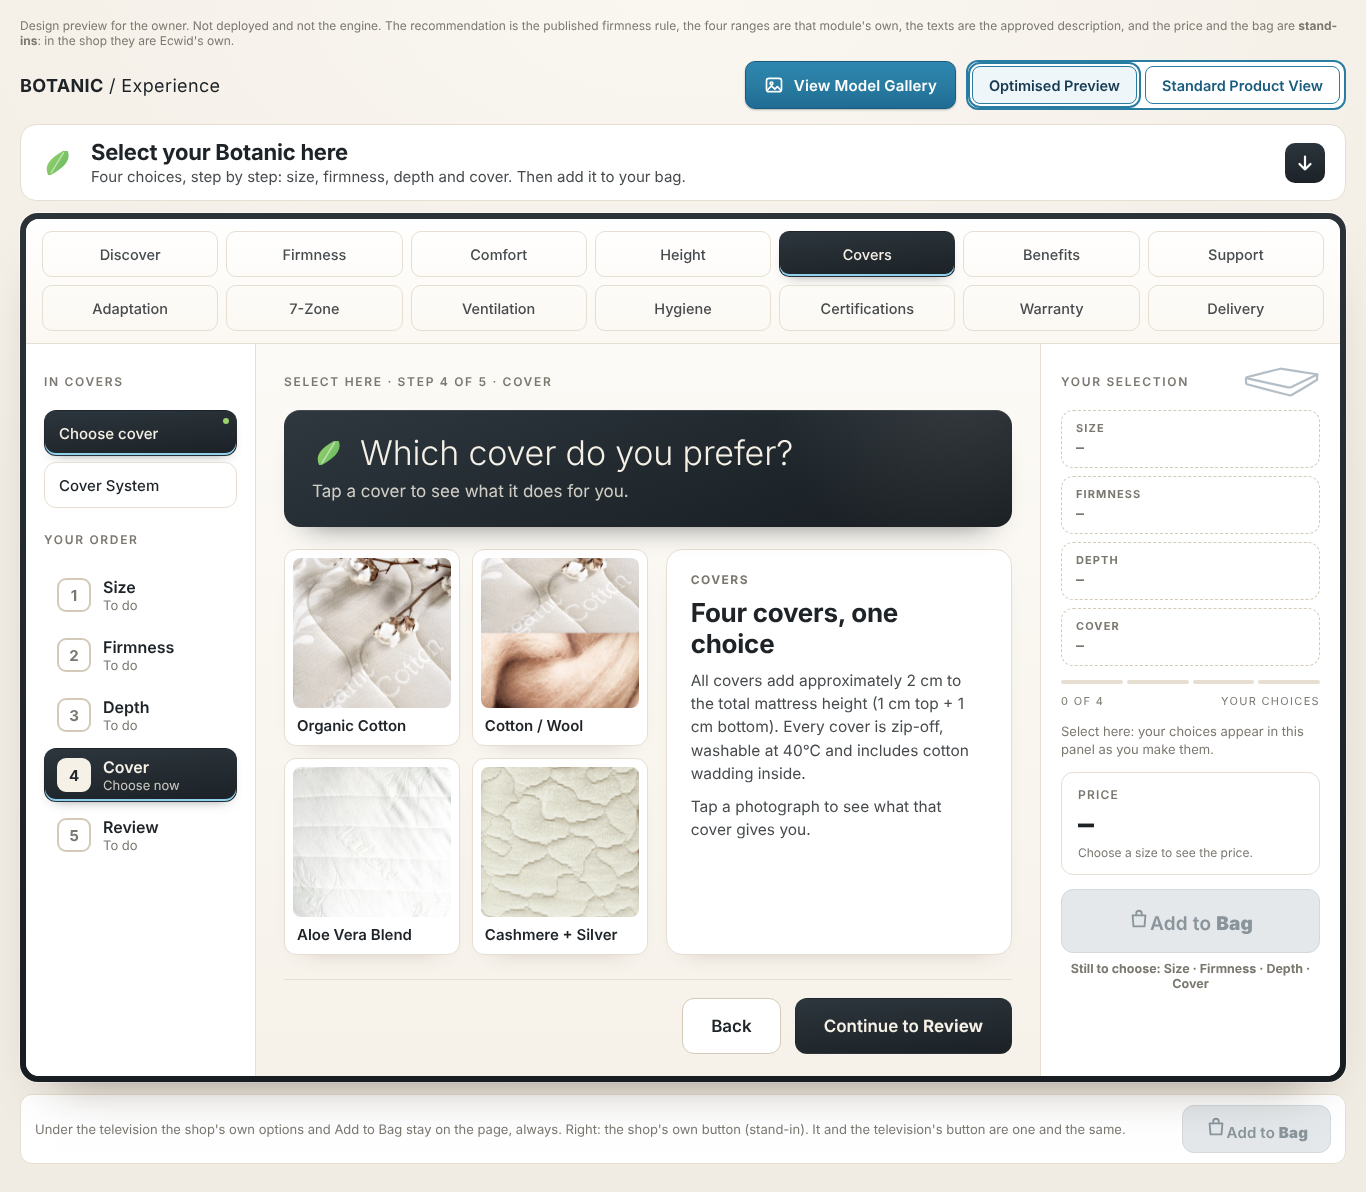 Design preview for the owner. Not deployed and not the engine. The recommendation is the published firmness rule, the four ranges are that module's own, the texts are the approved description, and the price and the bag are stand-
ins: in the shop they are Ecwid's own.
BOTANIC / Experience
View Model Gallery
Optimised Preview
Standard Product View
Select your Botanic here
Four choices, step by step: size, firmness, depth and cover. Then add it to your bag.
Discover
Firmness
Comfort
Height
Covers
Benefits
Support
Adaptation
7-Zone
Ventilation
Hygiene
Certifications
Warranty
Delivery
IN COVERS
Choose cover
Cover System
YOUR ORDER
1
Size
To do
2
Firmness
To do
3
Depth
To do
4
Cover
Choose now
5
Review
To do
SELECT HERE · STEP 4 OF 5 · COVER
Which cover do you prefer?
Tap a cover to see what it does for you.
Organic Cotton
Cotton / Wool
Aloe Vera Blend
Cashmere + Silver
COVERS
Four covers, one
choice
All covers add approximately 2 cm to
the total mattress height (1 cm top + 1
cm bottom). Every cover is zip-off,
washable at 40°C and includes cotton
wadding inside.
Tap a photograph to see what that
cover gives you.
Back
Continue to Review
YOUR SELECTION
SIZE
–
FIRMNESS
–
DEPTH
–
COVER
–
0 OF 4
YOUR CHOICES
Select here: your choices appear in this
panel as you make them.
PRICE
–
Choose a size to see the price.
Add to Bag
Still to choose: Size · Firmness · Depth ·
Cover
Under the television the shop's own options and Add to Bag stay on the page, always. Right: the shop's own button (stand-in). It and the television's button are one and the same.
Add to Bag